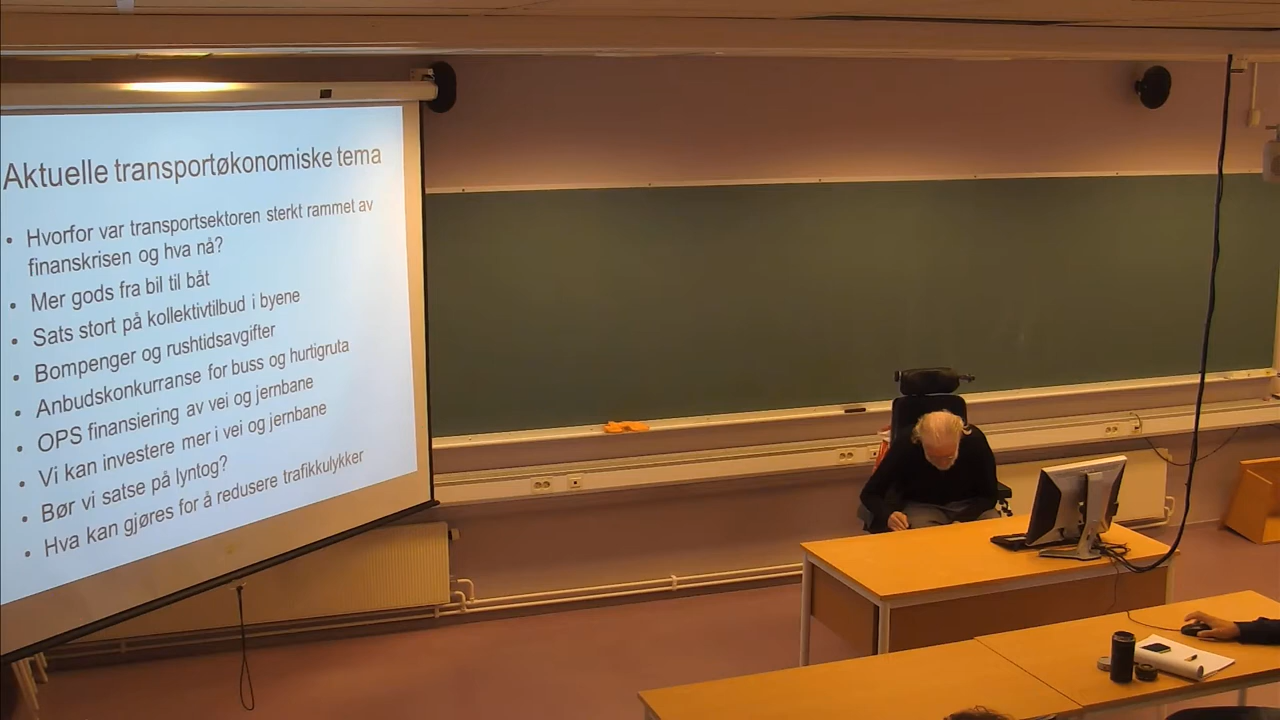 Aktuelle transportøkonomiske tema
• Hvorfor var transportsektoren sterkt rammet av
finanskrisen og hva nå?
• Mer gods fra bil til båt
• Sats stort på kollektivtilbud i byene
• Bompenger og rushtidsavgifter
• Anbudskonkurranse for buss og hurtigruta
• OPS finansiering av vei og jernbane
• Vi kan investere mer i vei og jernbane
• Bør vi satse på lyntog?
• Hva kan gjøres for å redusere trafikkulykker